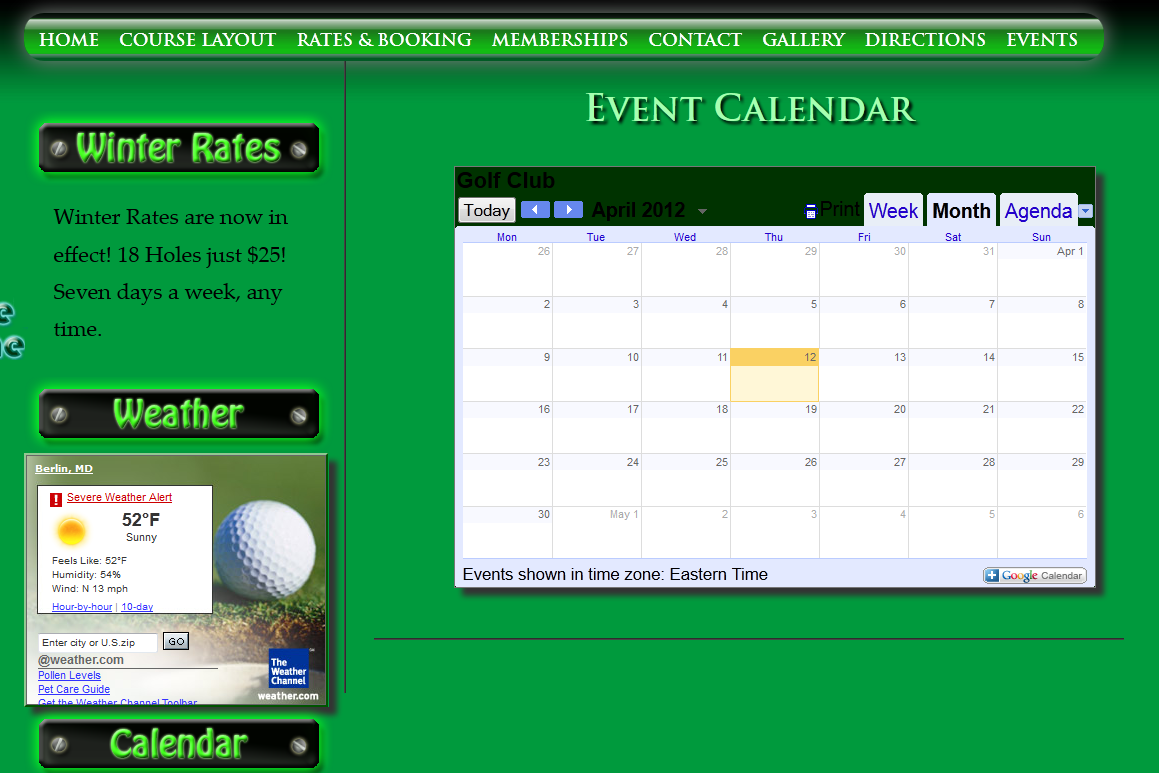 HOME COURSE LAYOUT RATES & BOOKING MEMBERSHIPS CONTACT GALLERY DIRECTIONS EVENTS
Winter Rates
Winter Rates are now in
effect! 18 Holes just $25!
Seven days a week, any
time.
Weather
Berlin, MD
! Severe Weather Alert
52°F
Sunny
Feels Like: 52°F
Humidity: 54%
Wind: N 13 mph
Hour-by-hour | 10-day
Enter city or U.S.zip GO
@weather.com
Pollen Levels
Pet Care Guide
Get the Weather Channel Toolbar
The
Weather
Channel
weather.com
Calendar
Event Calendar
Golf Club
Today April 2012 Print Week Month Agenda
Mon Tue Wed Thu Fri Sat Sun
26 27 28 29 30 31 Apr 1
2 3 4 5 6 7 8
9 10 11 12 13 14 15
16 17 18 19 20 21 22
23 24 25 26 27 28 29
30 May 1 2 3 4 5 6
Events shown in time zone: Eastern Time
Google Calendar